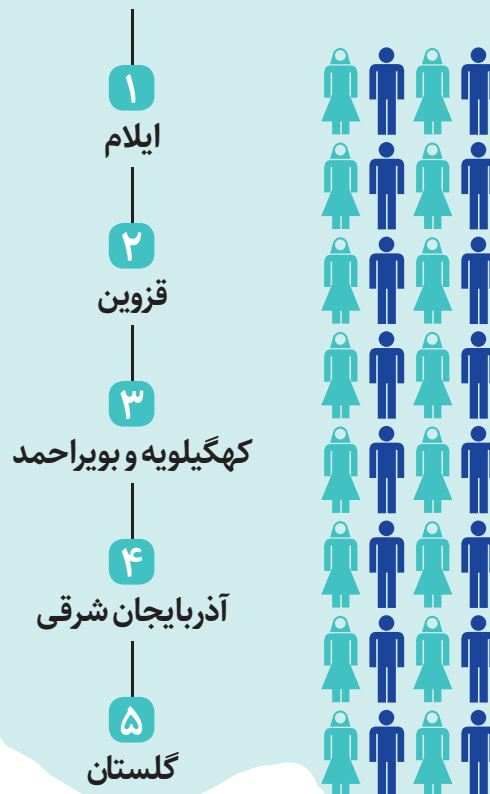 ۱
ایلام
۲
قزوین
۳
کهگیلویه و بویراحمد
۴
آذربایجان شرقی
۵
گلستان